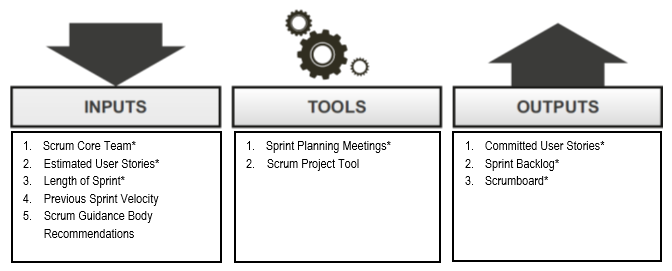 INPUTS
1. Scrum Core Team*
2. Estimated User Stories*
3. Length of Sprint*
4. Previous Sprint Velocity
5. Scrum Guidance Body
Recommendations
TOOLS
1. Sprint Planning Meetings*
2. Scrum Project Tool
OUTPUTS
1. Committed User Stories*
2. Sprint Backlog*
3. Scrumboard*